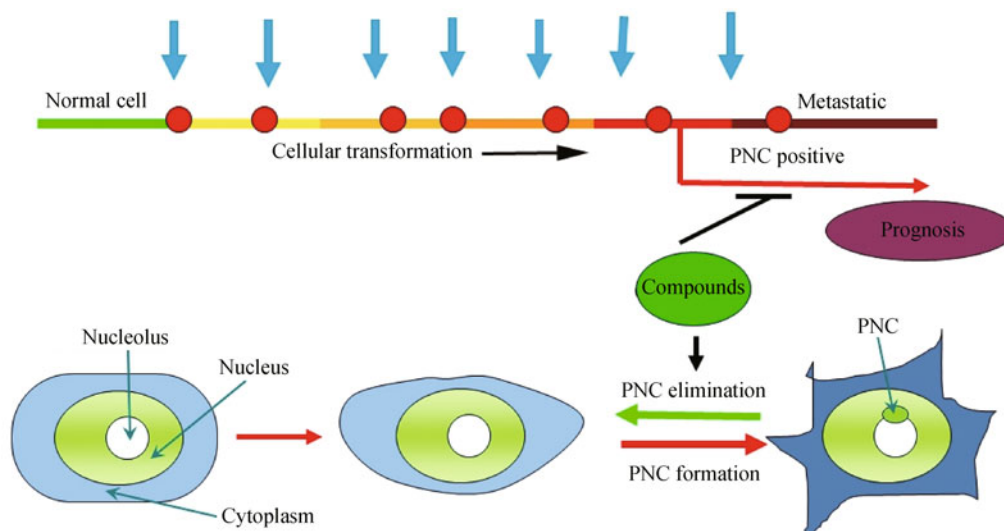 Normal cell
Metastatic
Cellular transformation
PNC positive
Prognosis
Compounds
Nucleolus
PNC
Nucleus
PNC elimination
PNC formation
Cytoplasm